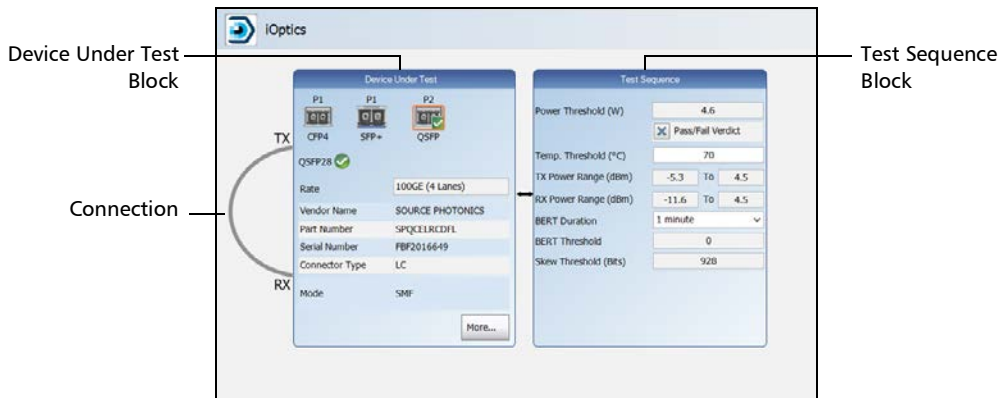 iOptics
Device Under Test
Block
Test Sequence
Block
Connection
Device Under Test
P1
P1
P2
CFP4
SFP+
QSFP
TX
RX
QSFP28
Rate
100GE (4 Lanes)
Vendor Name
SOURCE PHOTONICS
Part Number
SPQCELRCDFL
Serial Number
FBF2016649
Connector Type
LC
Mode
SMF
More...
Test Sequence
Power Threshold (W)
4.6
Pass/Fail Verdict
Temp. Threshold (°C)
70
TX Power Range (dBm)
-5.3 To 4.5
RX Power Range (dBm)
-11.6 To 4.5
BERT Duration
1 minute
BERT Threshold
0
Skew Threshold (Bits)
928